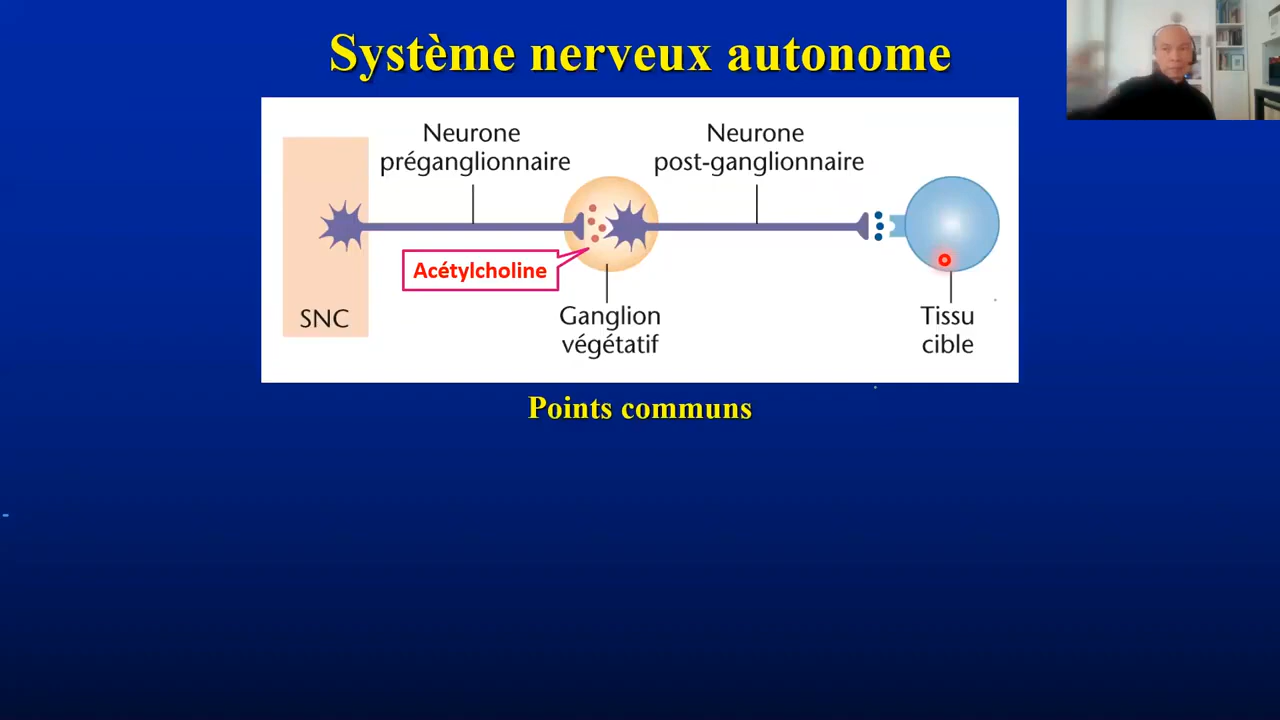 Système nerveux autonome
Neurone
préganglionnaire
Neurone
post-ganglionnaire
Acétylcholine
SNC
Ganglion
végétatif
Tissu
cible
Points communs